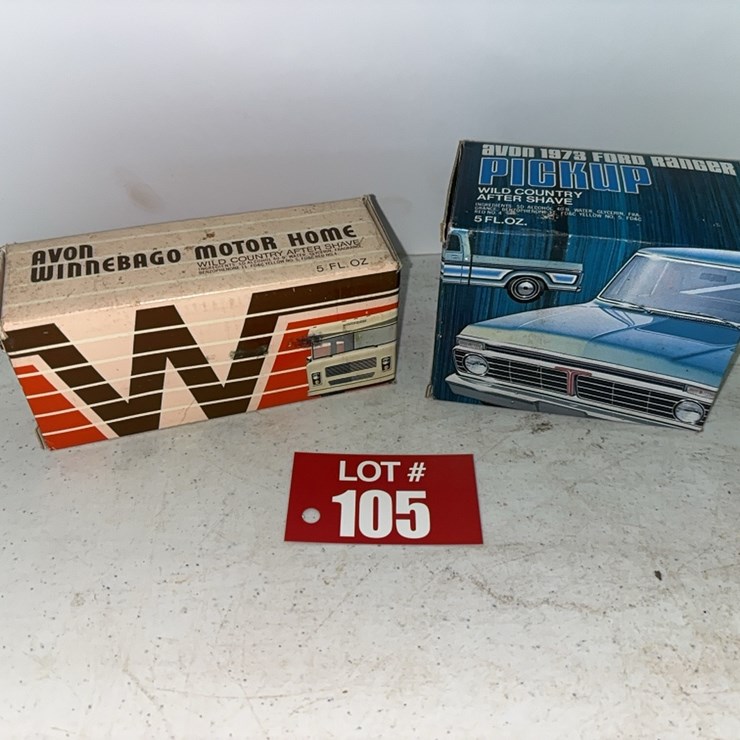 AVON
WINNEBAGO MOTOR HOME
WILD COUNTRY AFTER SHAVE
5 FL. OZ
W
avon 1973 FORD RANGER
PICKUP
WILD COUNTRY
AFTER SHAVE
5 FL.OZ.
LOT #
105